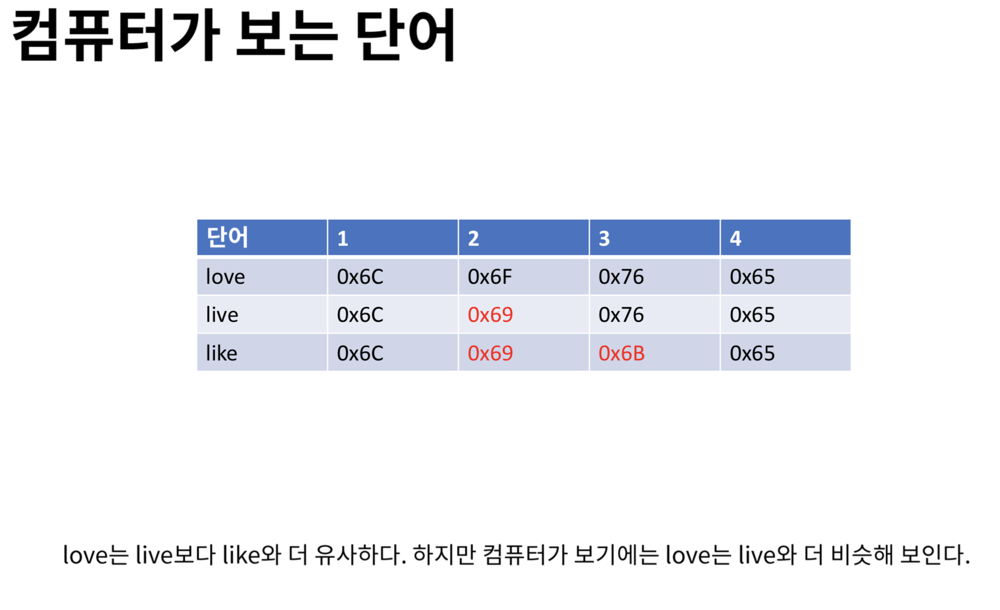 컴퓨터가 보는 단어
단어 1 2 3 4
love 0x6C 0x6F 0x76 0x65
live 0x6C 0x69 0x76 0x65
like 0x6C 0x69 0x6B 0x65
love는 live보다 like와 더 유사하다. 하지만 컴퓨터가 보기에는 love는 live와 더 비슷해 보인다.